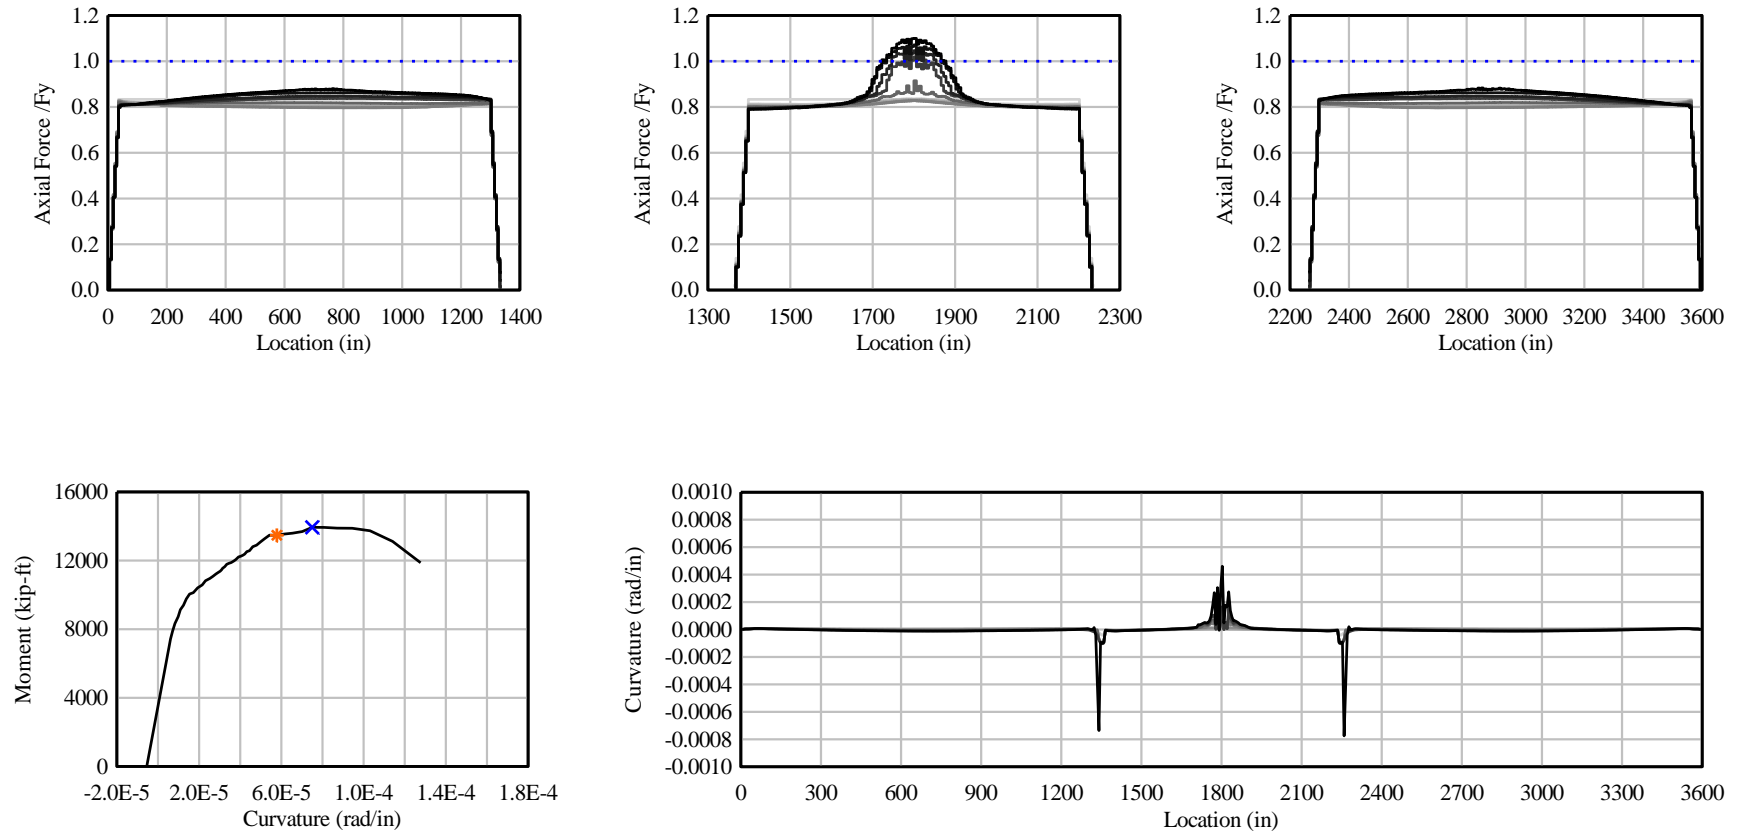 1.2
1.0
0.8
0.6
0.4
0.2
0.0
Axial Force /Fy
0 200 400 600 800 1000 1200 1400
Location (in)
1.2
1.0
0.8
0.6
0.4
0.2
0.0
Axial Force /Fy
1300 1500 1700 1900 2100 2300
Location (in)
1.2
1.0
0.8
0.6
0.4
0.2
0.0
Axial Force /Fy
2200 2400 2600 2800 3000 3200 3400 3600
Location (in)
16000
12000
8000
4000
0
Moment (kip-ft)
-2.0E-5 2.0E-5 6.0E-5 1.0E-4 1.4E-4 1.8E-4
Curvature (rad/in)
0.0010
0.0008
0.0006
0.0004
0.0002
0.0000
-0.0002
-0.0004
-0.0006
-0.0008
-0.0010
Curvature (rad/in)
0 300 600 900 1200 1500 1800 2100 2400 2700 3000 3300 3600
Location (in)